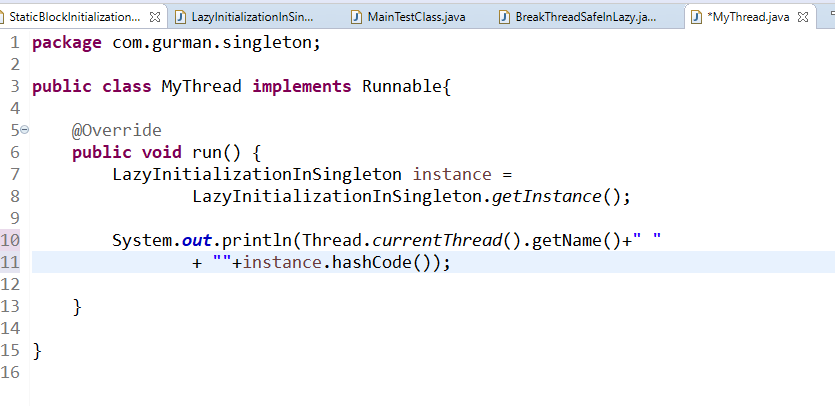 StaticBlockInitialization... LazyInitializationInSin... MainTestClass.java BreakThreadSafeInLazy.ja... *MyThread.java
1 package com.gurman.singleton;
2
3 public class MyThread implements Runnable{
4
5 @Override
6 public void run() {
7 LazyInitializationInSingleton instance =
8 LazyInitializationInSingleton.getInstance();
9
10 System.out.println(Thread.currentThread().getName()+" "
11 + ""+instance.hashCode());
12
13 }
14
15 }
16